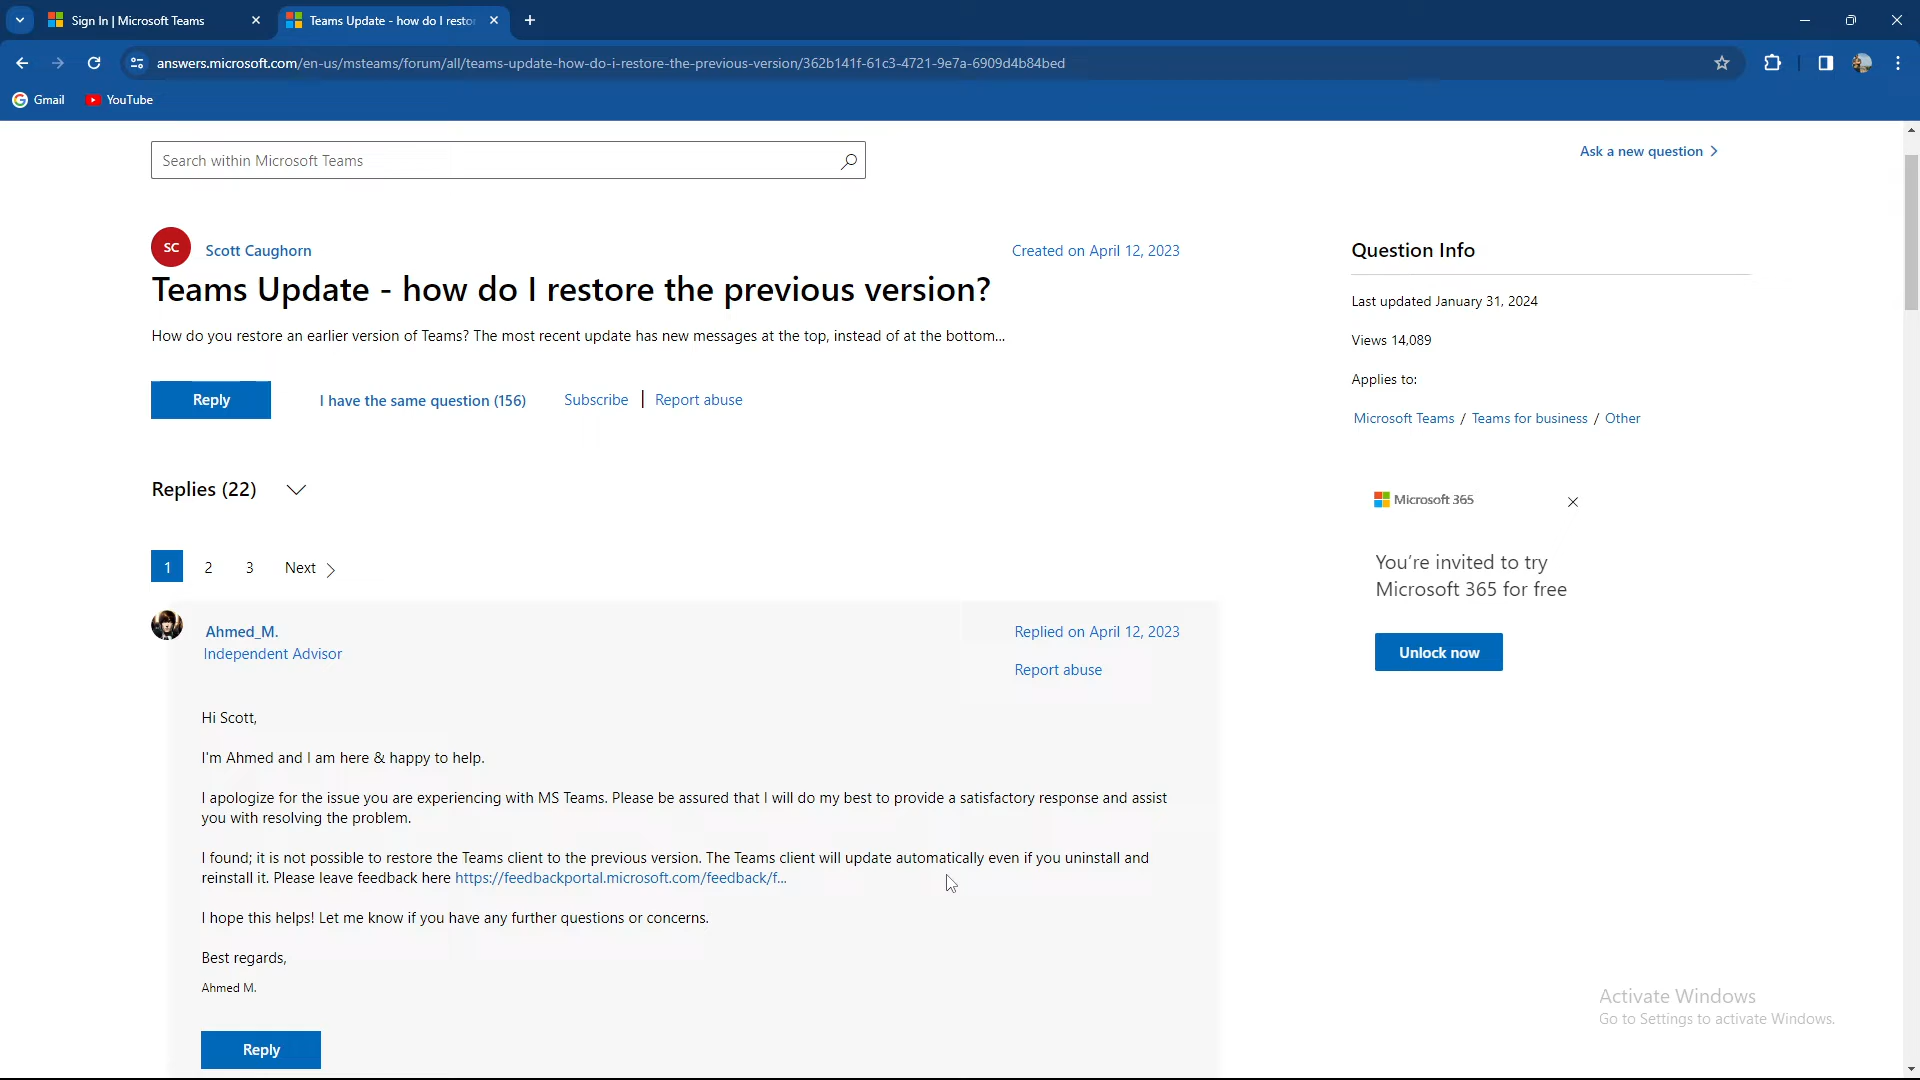 Sign In | Microsoft Teams
Teams Update - how do I resto
answers.microsoft.com/en-us/msteams/forum/all/teams-update-how-do-i-restore-the-previous-version/362b141f-61c3-4721-9e7a-6909d4b84bed
Gmail
YouTube
Search within Microsoft Teams
Ask a new question
SC
Scott Caughorn
Created on April 12, 2023
Teams Update - how do I restore the previous version?
How do you restore an earlier version of Teams? The most recent update has new messages at the top, instead of at the bottom...
Reply
I have the same question (156)
Subscribe
Report abuse
Question Info
Last updated January 31, 2024
Views 14,089
Applies to:
Microsoft Teams / Teams for business / Other
Replies (22)
1 2 3 Next
Microsoft 365
You're invited to try
Microsoft 365 for free
Unlock now
Ahmed_M.
Independent Advisor
Replied on April 12, 2023
Report abuse
Hi Scott,
I'm Ahmed and I am here & happy to help.
I apologize for the issue you are experiencing with MS Teams. Please be assured that I will do my best to provide a satisfactory response and assist
you with resolving the problem.
I found; it is not possible to restore the Teams client to the previous version. The Teams client will update automatically even if you uninstall and
reinstall it. Please leave feedback here https://feedbackportal.microsoft.com/feedback/f...
I hope this helps! Let me know if you have any further questions or concerns.
Best regards,
Ahmed M.
Reply
Activate Windows
Go to Settings to activate Windows.